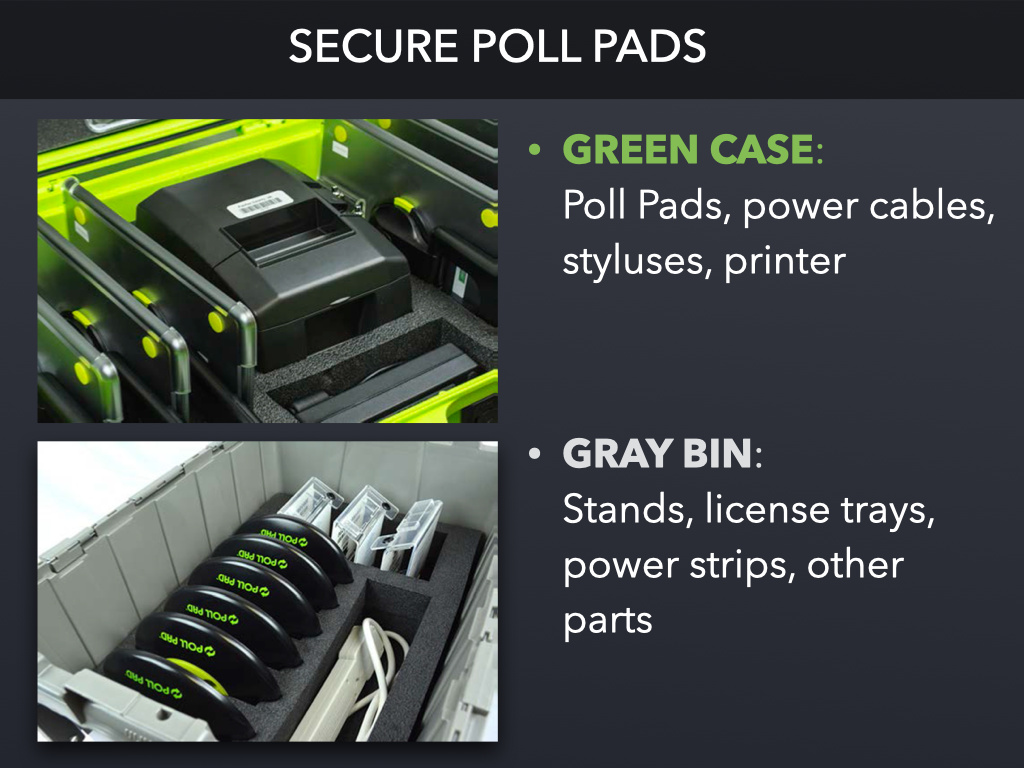 SECURE POLL PADS
• GREEN CASE:
Poll Pads, power cables,
styluses, printer
• GRAY BIN:
Stands, license trays,
power strips, other
parts
POLL PAD
POLL PAD
POLL PAD
POLL PAD
POLL PAD
POLL PAD